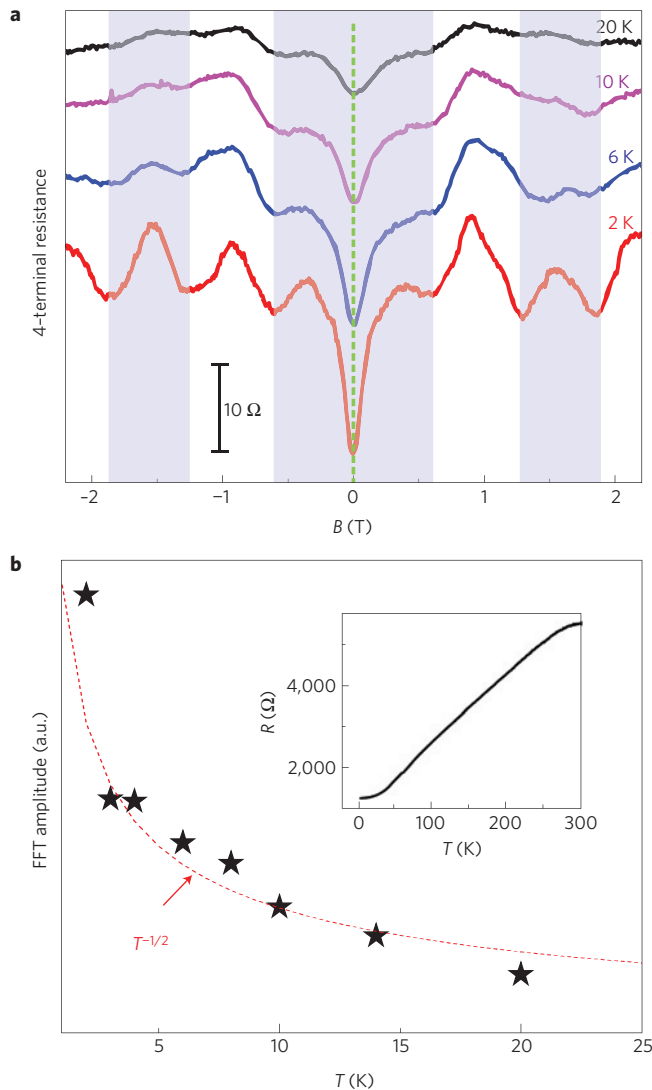 a
20 K
10 K
6 K
2 K
4-terminal resistance
10 Ω
−2
−1
0
1
2
B (T)
b
FFT amplitude (a.u.)
T−1/2
R (Ω)
4,000
2,000
0
100
200
300
T (K)
5
10
15
20
25
T (K)